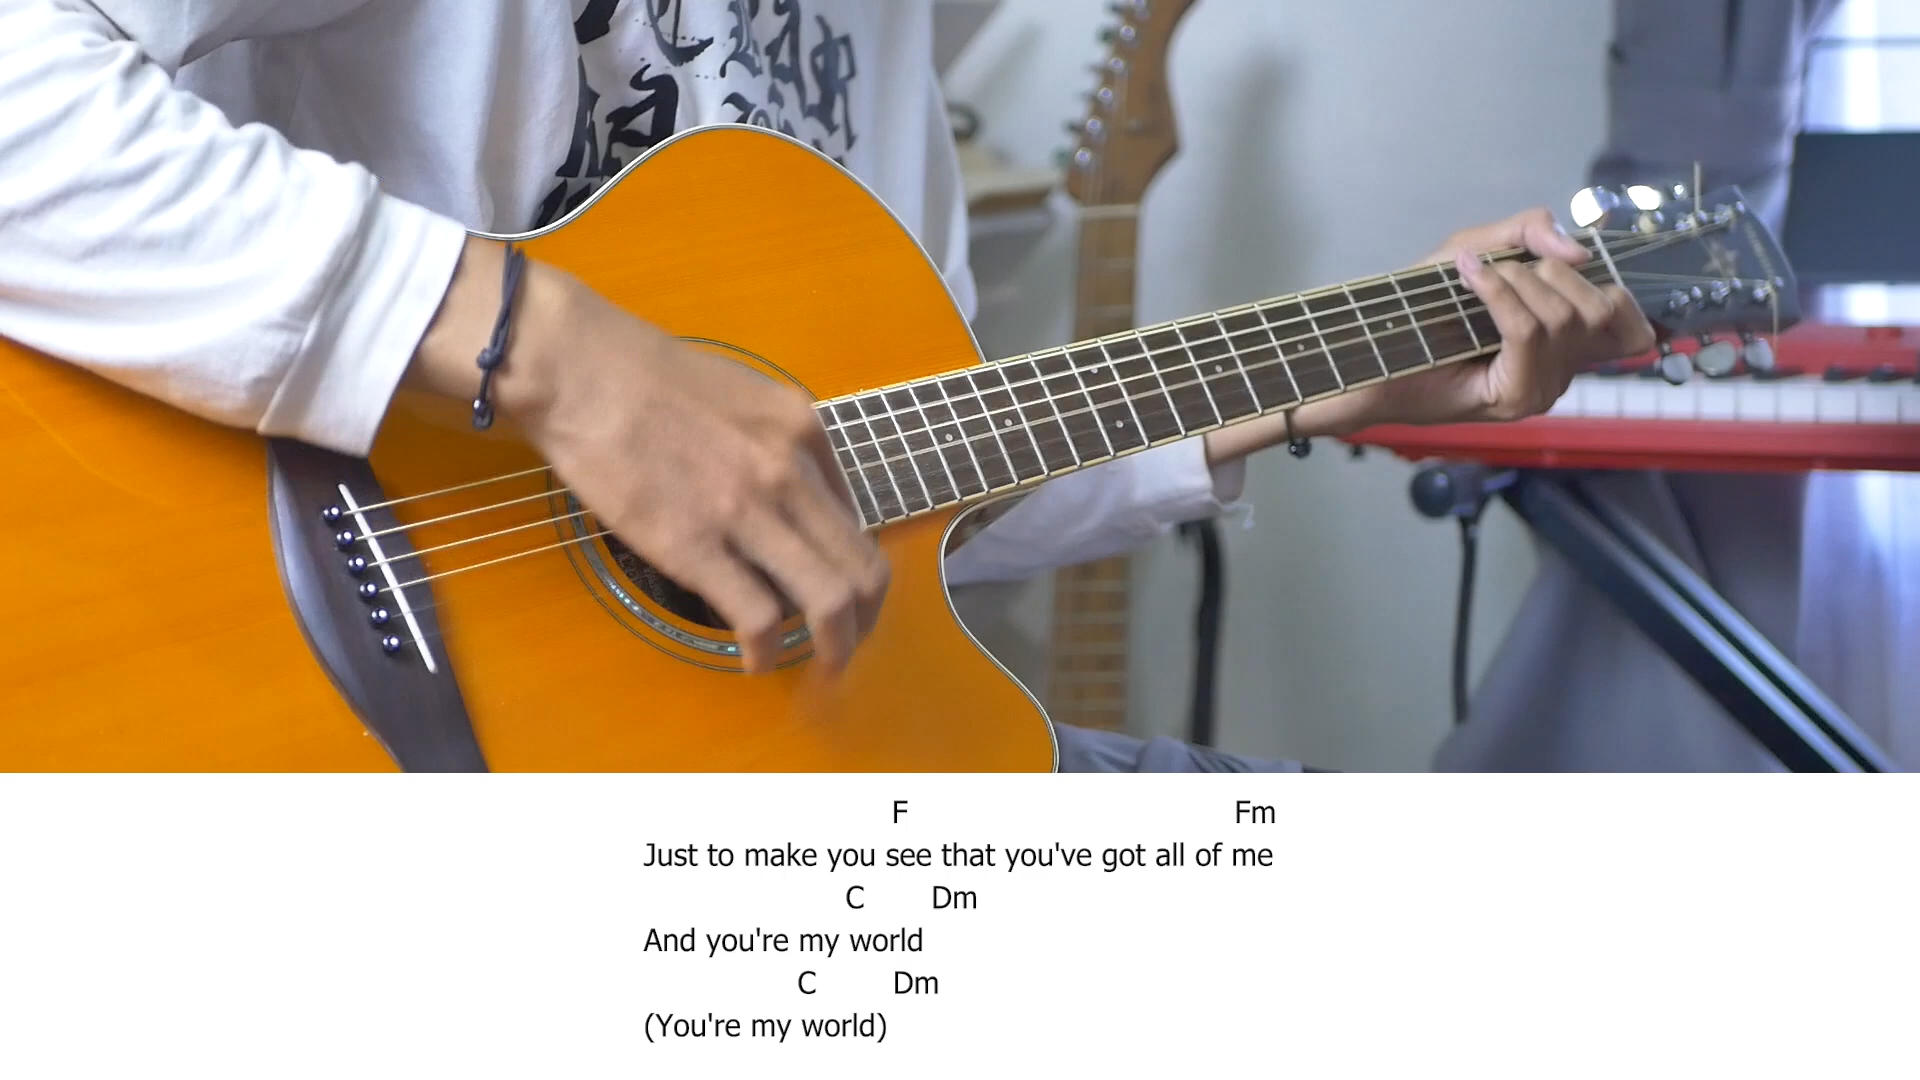 F Fm
Just to make you see that you've got all of me
C Dm
And you're my world
C Dm
(You're my world)